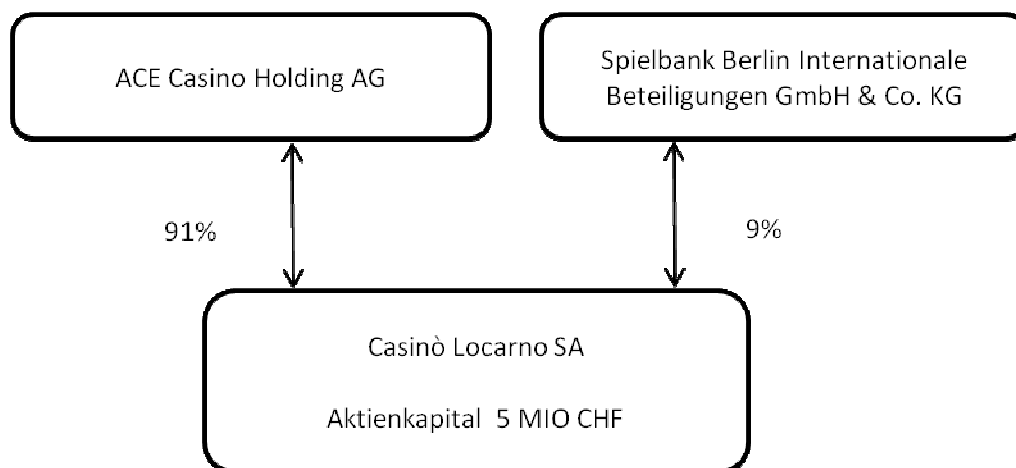 ACE Casino Holding AG
Spielbank Berlin Internationale
Beteiligungen GmbH & Co. KG
91%
9%
Casinò Locarno SA
Aktienkapital  5 MIO CHF